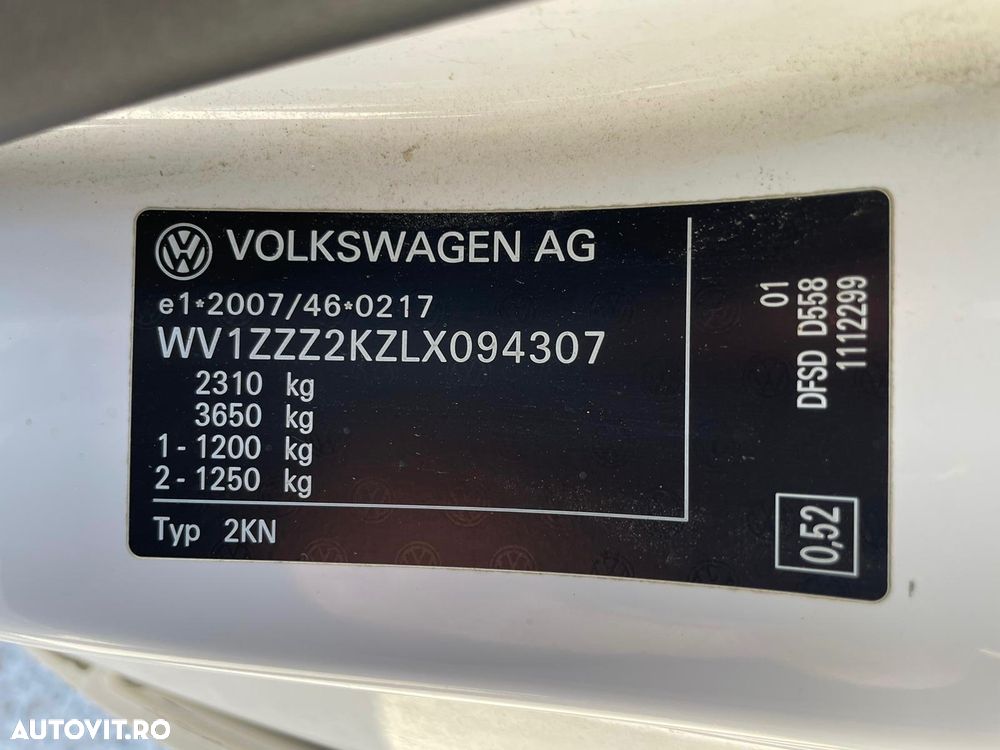 VOLKSWAGEN AG
e1*2007/46*0217
WV1ZZZ2KZLX094307
2310 kg
3650 kg
1 - 1200 kg
2 - 1250 kg
Typ 2KN
01
DFSD D558
1112299
0,52
AUTOVIT.RO